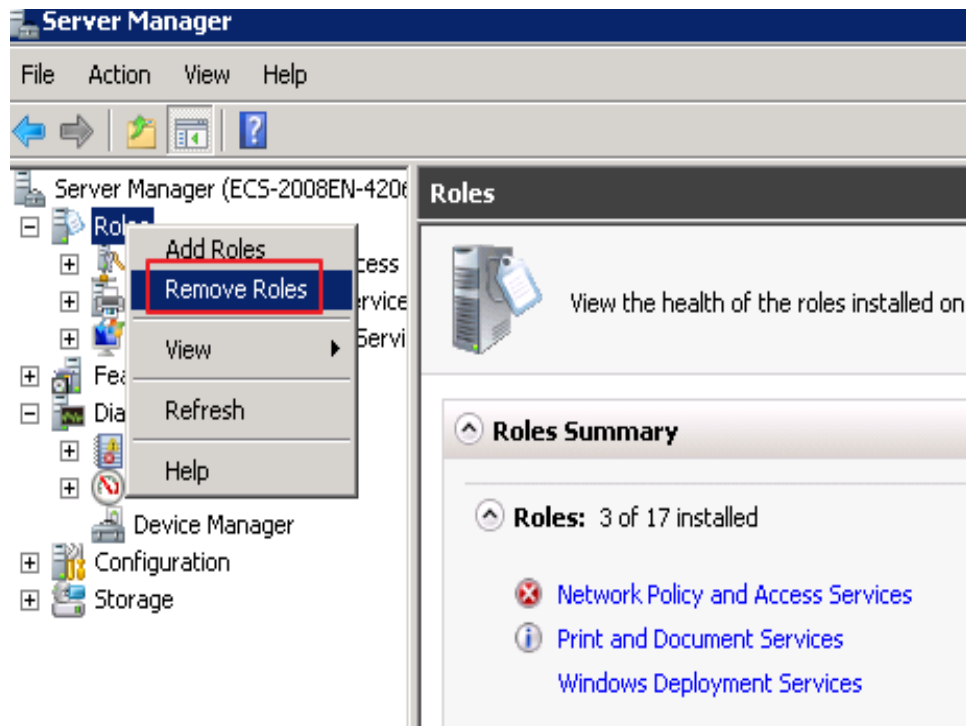 Server Manager
File Action View Help
Server Manager (ECS-2008EN-4206
Roles
Add Roles
Remove Roles
View
Refresh
Help
Device Manager
Configuration
Storage
Roles
View the health of the roles installed on
Roles Summary
Roles: 3 of 17 installed
Network Policy and Access Services
Print and Document Services
Windows Deployment Services